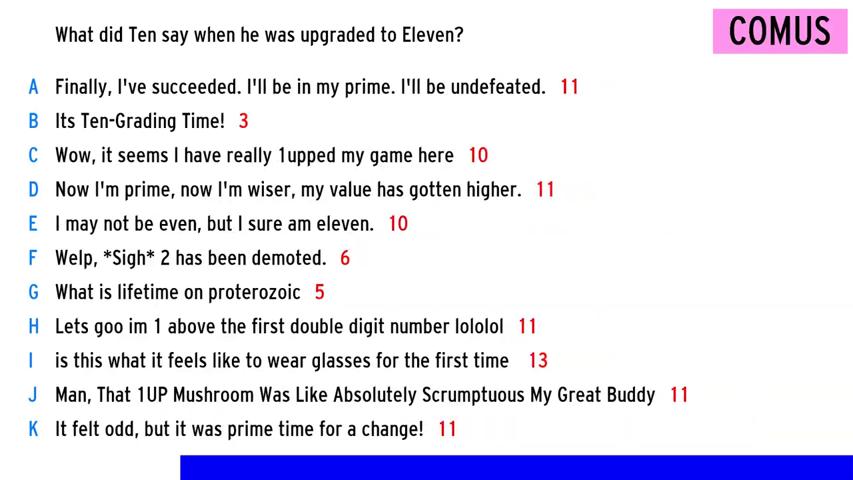 What did Ten say when he was upgraded to Eleven?
COMUS
A Finally, I've succeeded. I'll be in my prime. I'll be undefeated. 11
B Its Ten-Grading Time! 3
C Wow, it seems I have really 1upped my game here 10
D Now I'm prime, now I'm wiser, my value has gotten higher. 11
E I may not be even, but I sure am eleven. 10
F Welp, *Sigh* 2 has been demoted. 6
G What is lifetime on proterozoic 5
H Lets goo im 1 above the first double digit number lololol 11
I is this what it feels like to wear glasses for the first time 13
J Man, That 1UP Mushroom Was Like Absolutely Scrumptuous My Great Buddy 11
K It felt odd, but it was prime time for a change! 11